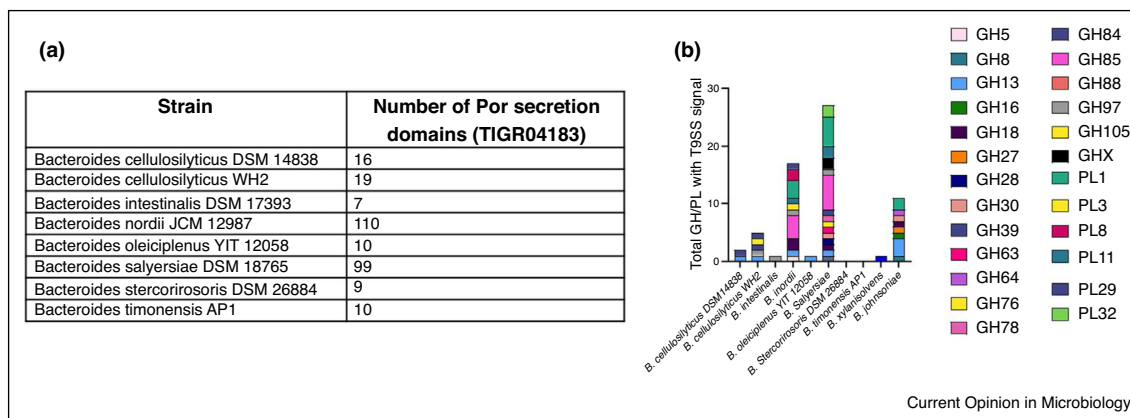 (a)
Strain
Number of Por secretion
domains (TIGR04183)
Bacteroides cellulosilyticus DSM 14838
16
Bacteroides cellulosilyticus WH2
19
Bacteroides intestinalis DSM 17393
7
Bacteroides nordii JCM 12987
110
Bacteroides oleiciplenus YIT 12058
10
Bacteroides salyersiae DSM 18765
99
Bacteroides stercorirosoris DSM 26884
9
Bacteroides timonensis AP1
10
(b)
Total GH/PL with T9SS signal
30
20
10
0
B. cellulosilyticus DSM14838
B. cellulosilyticus WH2
B. intestinalis
B. inordii
B. oleiciplenus YIT 12058
B. Salyersiae
B. Stercorirosoris DSM 26884
B. timonensis AP1
B. xylanisolvens
B. johnsoniae
GH5
GH8
GH13
GH16
GH18
GH27
GH28
GH30
GH39
GH63
GH64
GH76
GH78
GH84
GH85
GH88
GH97
GH105
GHX
PL1
PL3
PL8
PL11
PL29
PL32
Current Opinion in Microbiology